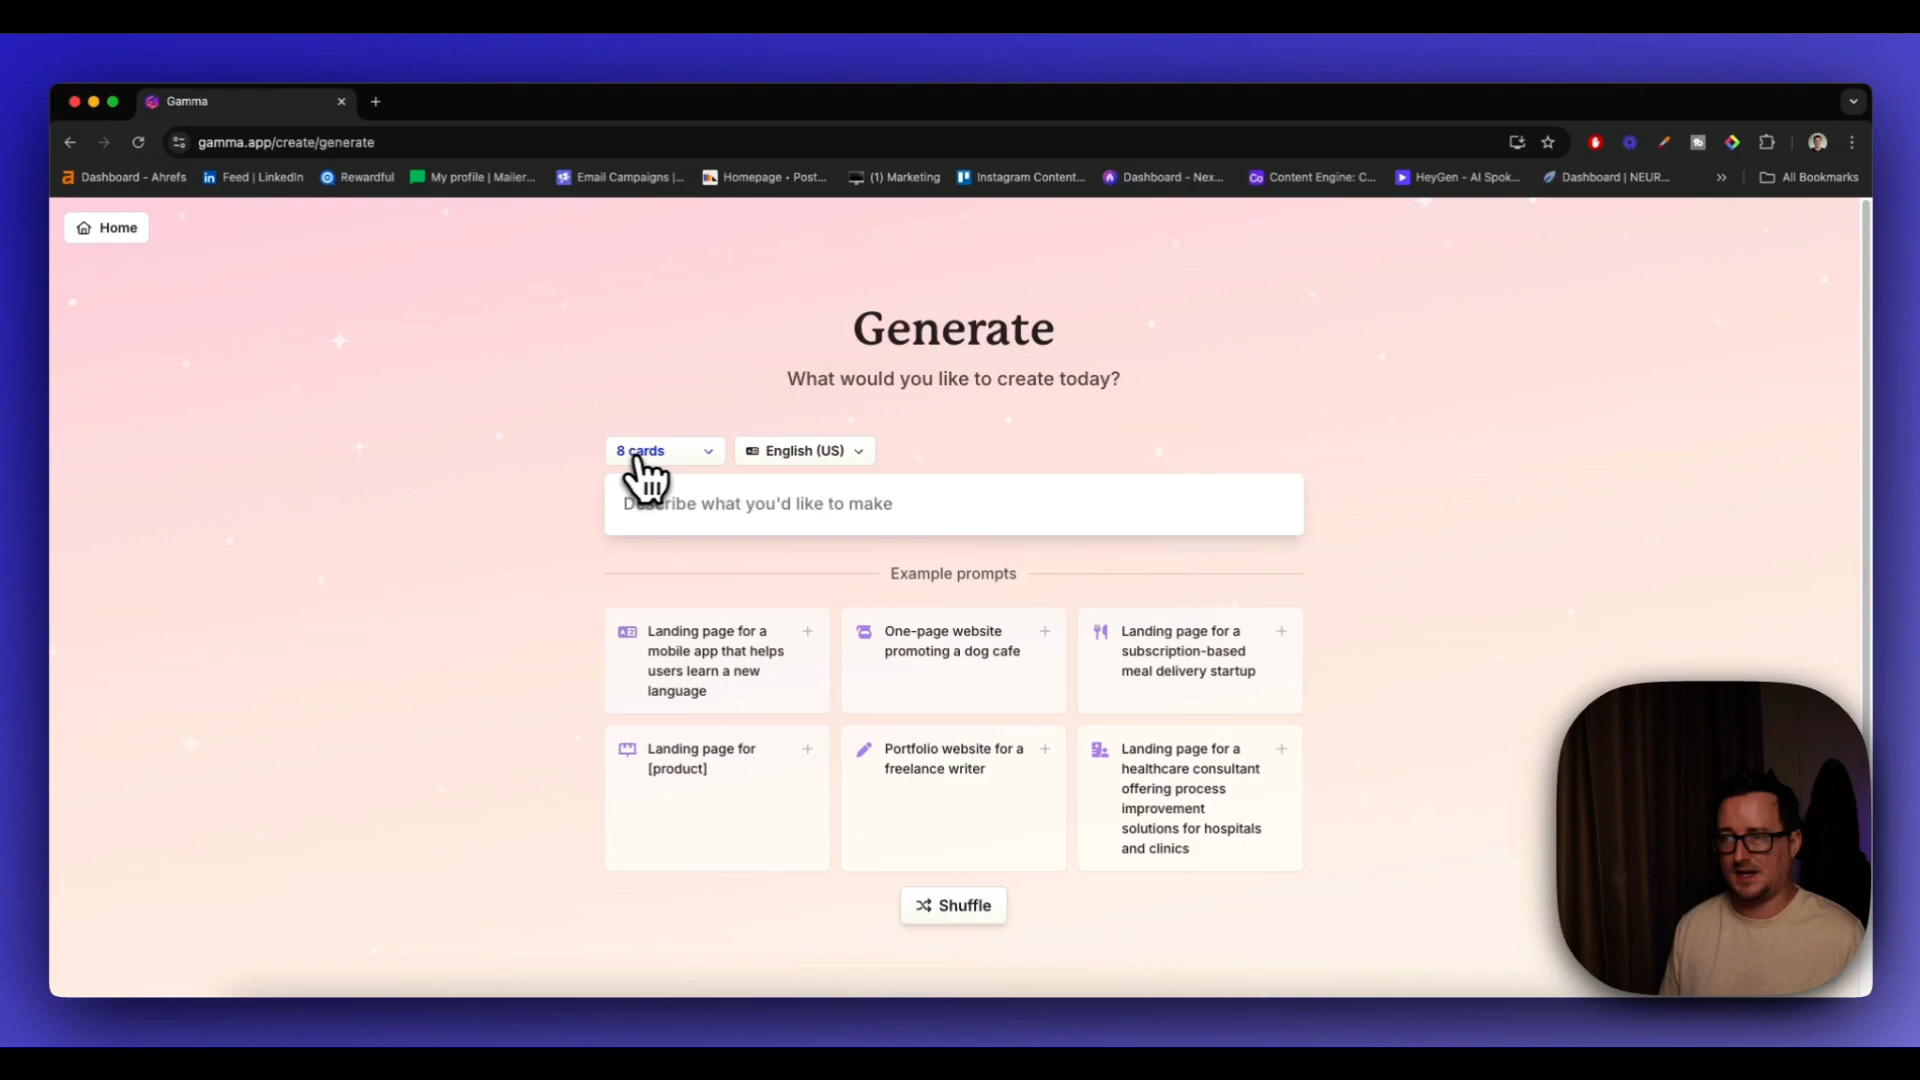 Gamma
gamma.app/create/generate
Dashboard - Ahrefs
Feed | LinkedIn
Rewardful
My profile | Mailer...
Email Campaigns |...
Homepage • Post...
(1) Marketing
Instagram Content...
Dashboard - Nex...
Content Engine: C...
HeyGen - AI Spok...
Dashboard | NEUR...
All Bookmarks
Home
Generate
What would you like to create today?
8 cards
English (US)
Describe what you'd like to make
Example prompts
Landing page for a
mobile app that helps
users learn a new
language
One-page website
promoting a dog cafe
Landing page for a
subscription-based
meal delivery startup
Landing page for
[product]
Portfolio website for a
freelance writer
Landing page for a
healthcare consultant
offering process
improvement
solutions for hospitals
and clinics
Shuffle